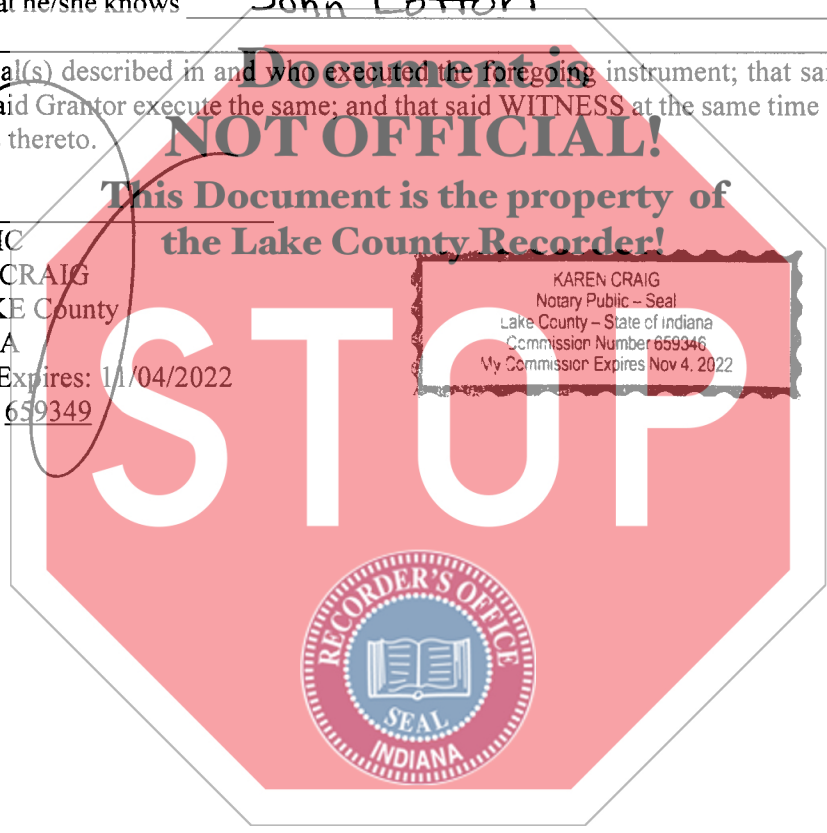 at he/she knows John Cotton
Document is
al(s) described in and who executed the foregoing instrument; that sai
aid Grantor execute the same; and that said WITNESS at the same time
NOT OFFICIAL!
thereto.
This Document is the property of
the Lake County Recorder!
IC
CRAIG
KE County
A
Expires: 11/04/2022
659349
KAREN CRAIG
Notary Public – Seal
Lake County – State of Indiana
Commission Number 659346
My Commission Expires Nov 4, 2022
STOP
RECORDER'S OFFICE
SEAL
INDIANA